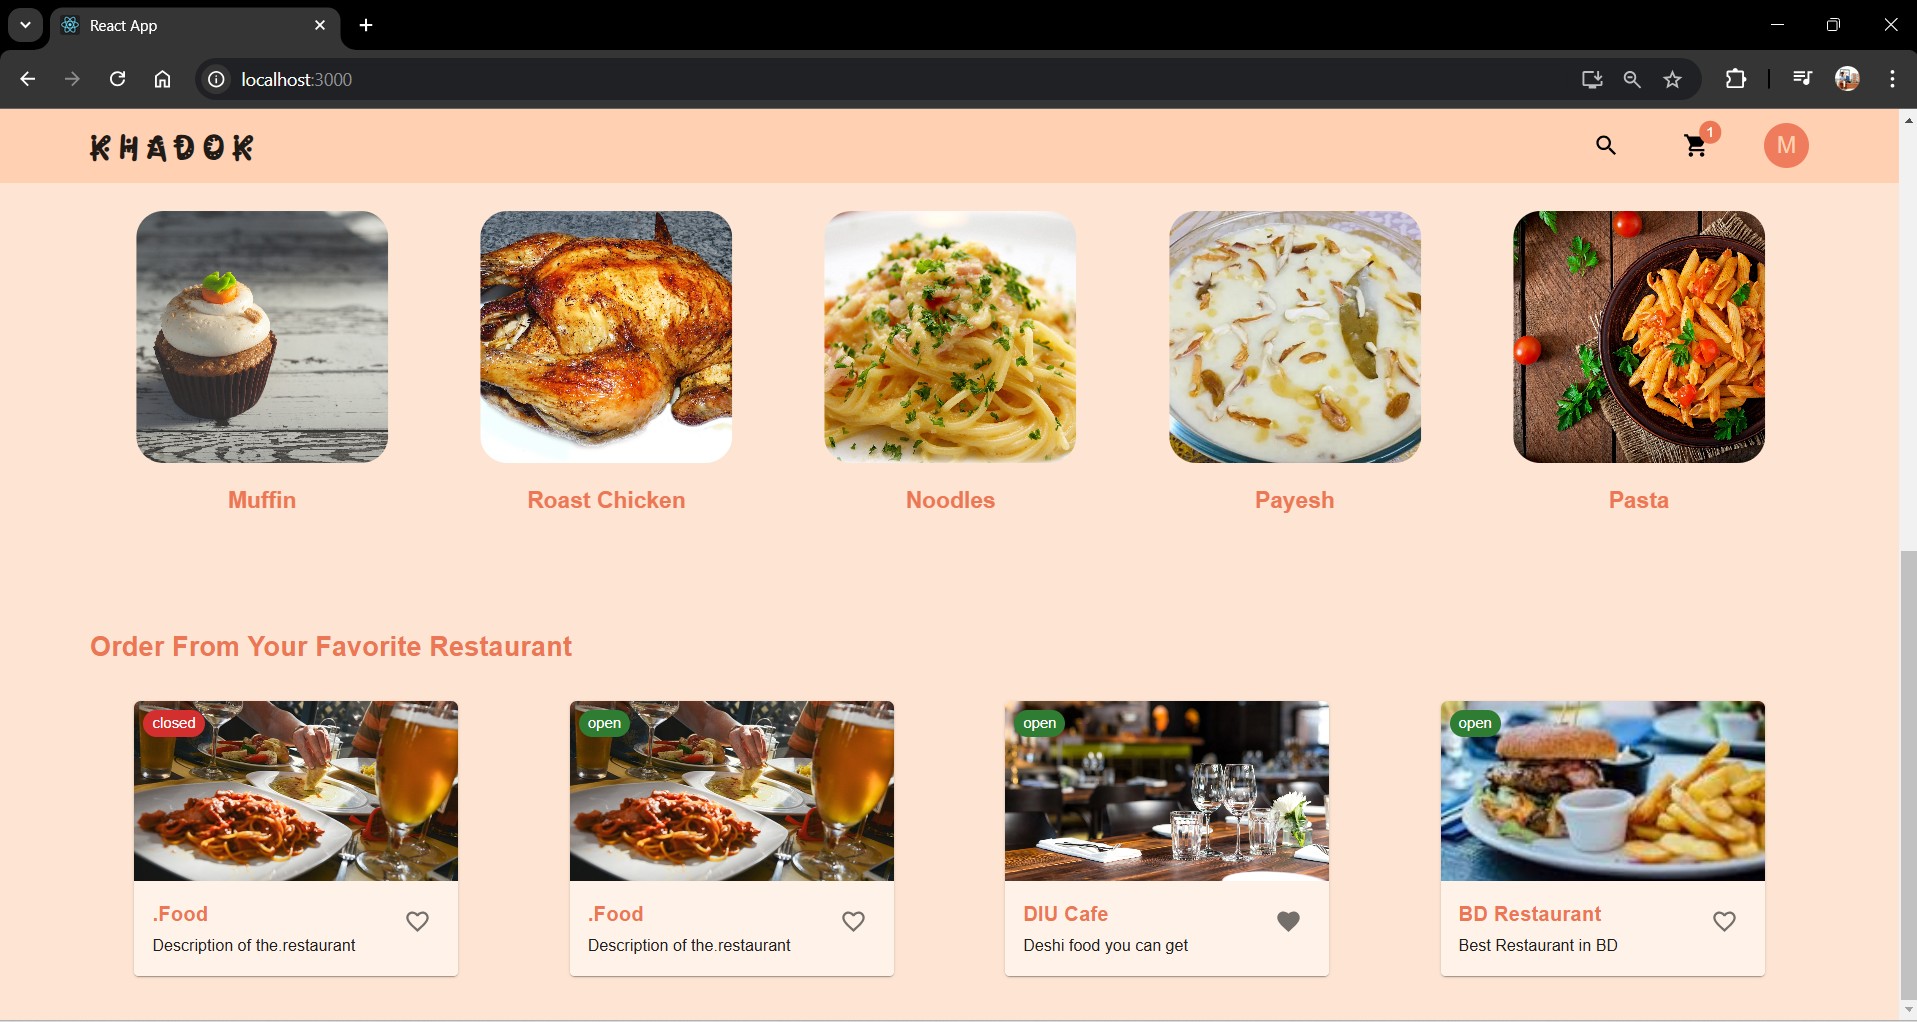 React App
localhost:3000
KHADOK
1
M
Muffin
Roast Chicken
Noodles
Payesh
Pasta
Order From Your Favorite Restaurant
closed
open
open
open
.Food
.Food
DIU Cafe
BD Restaurant
Description of the.restaurant
Description of the.restaurant
Deshi food you can get
Best Restaurant in BD